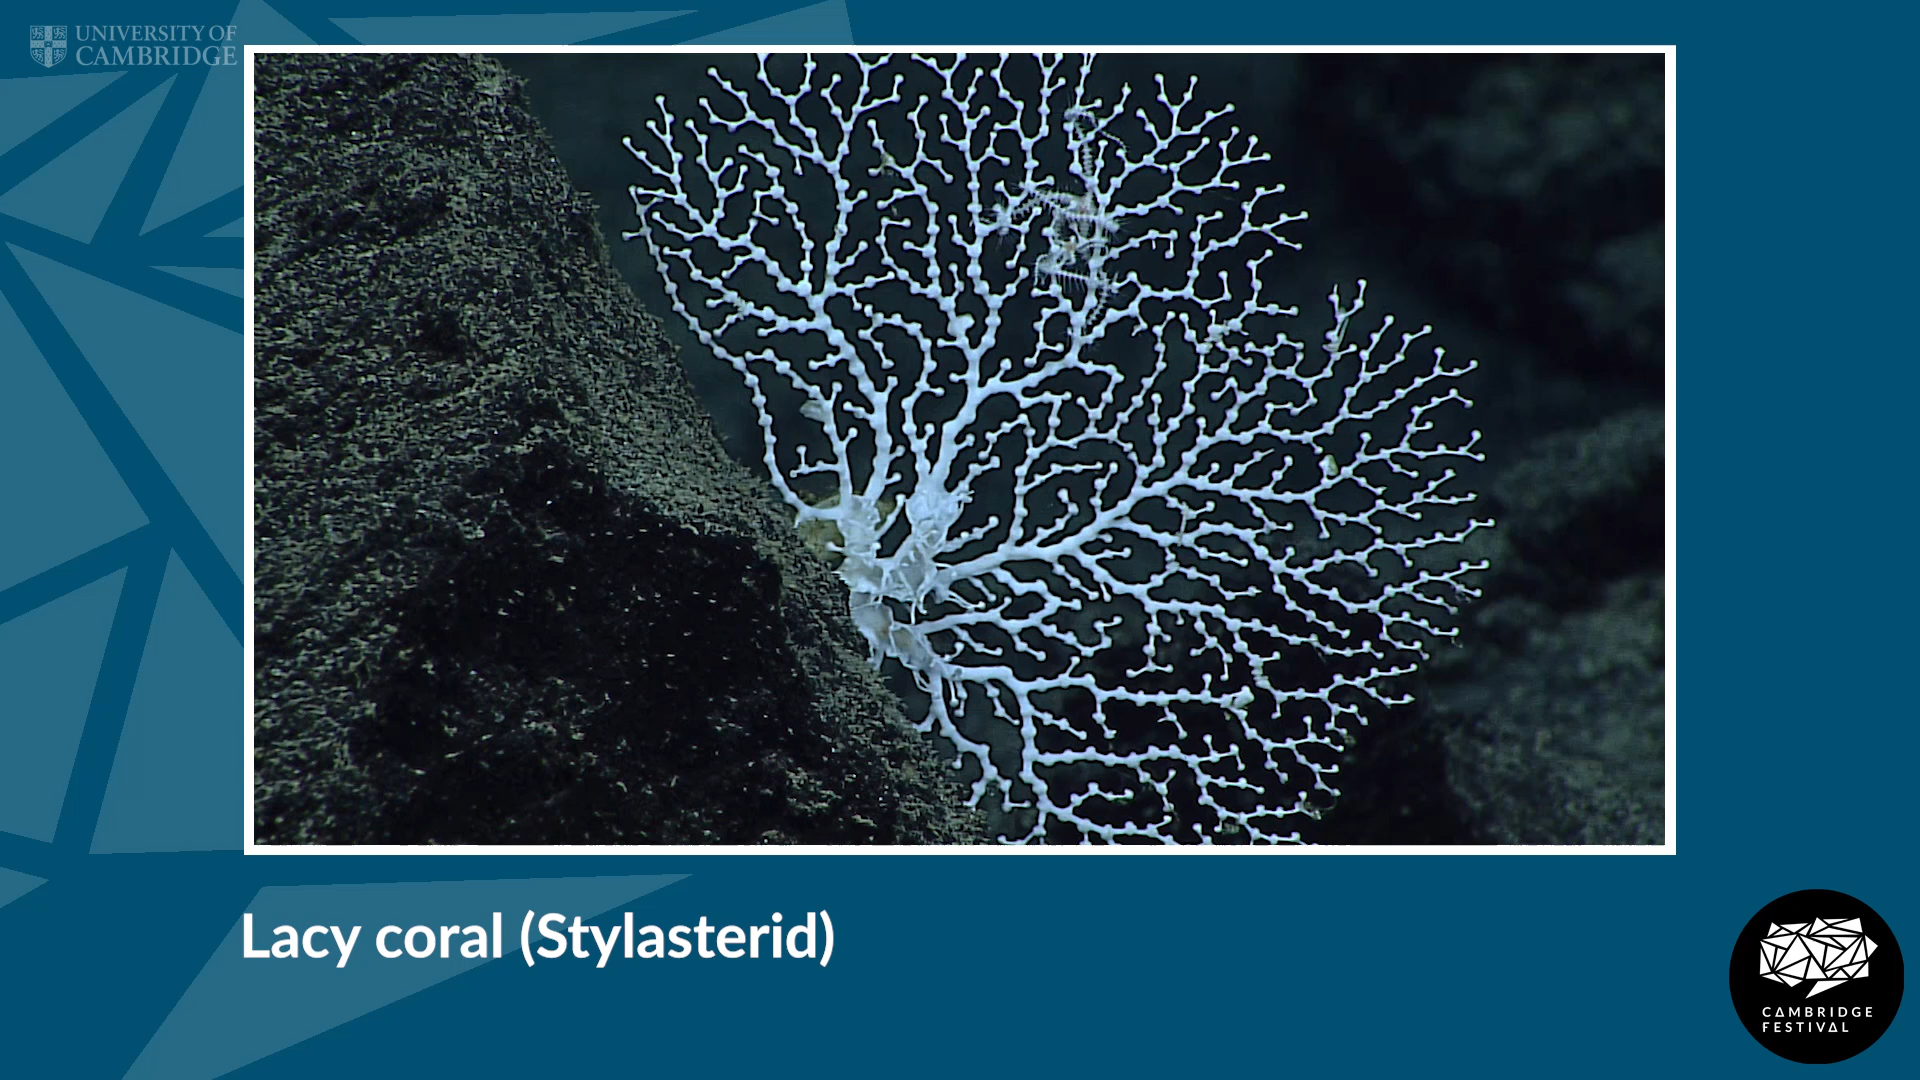 UNIVERSITY OF
CAMBRIDGE
Lacy coral (Stylasterid)
CAMBRIDGE
FESTIVAL